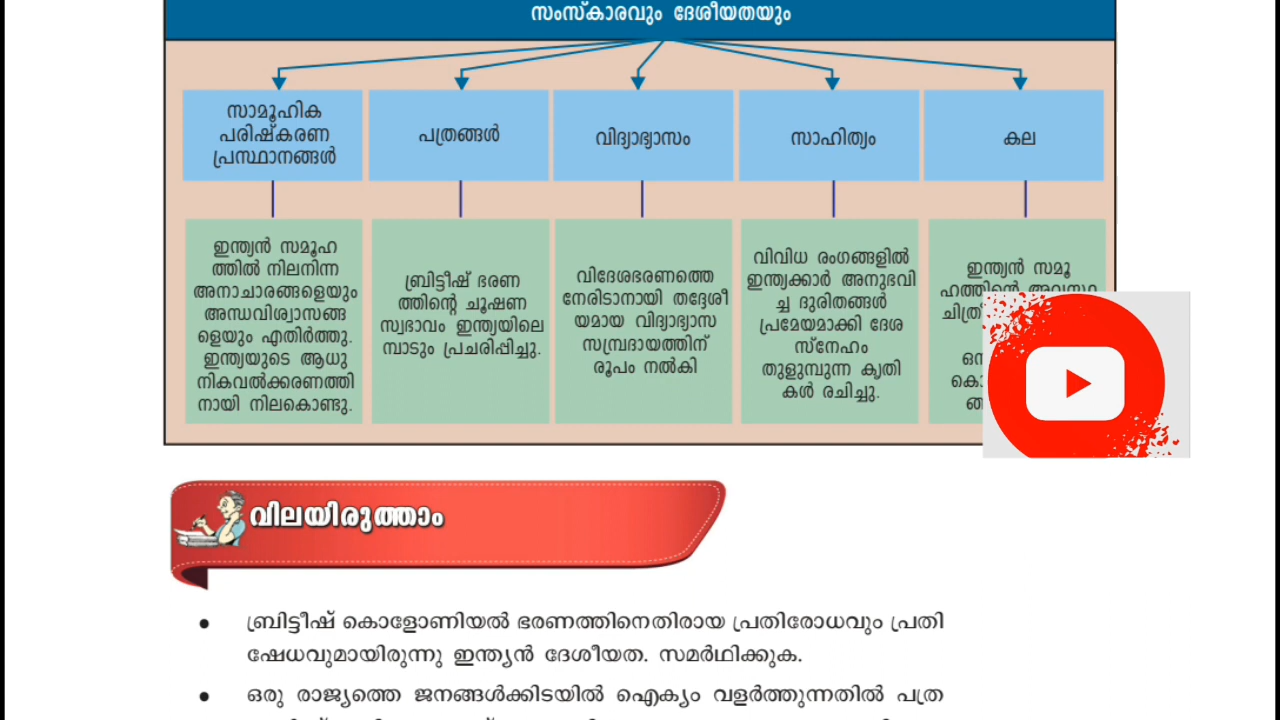 സംസ്കാരവും ദേശീയതയും
സാമൂഹിക
പരിഷ്കരണ
പ്രസ്ഥാനങ്ങൾ
പത്രങ്ങൾ
വിദ്യാഭ്യാസം
സാഹിത്യം
കല
ഇന്ത്യൻ സമൂഹ
ത്തിൽ നിലനിന്ന
അനാചാരങ്ങളെയും
അന്ധവിശ്വാസങ്ങ
ളെയും എതിർത്തു.
ഇന്ത്യയുടെ ആധു
നികവൽക്കരണത്തി
നായി നിലകൊണ്ടു.
ബ്രിട്ടീഷ് ഭരണ
ത്തിന്റെ ചൂഷണ
സ്വഭാവം ഇന്ത്യയിലെ
മ്പാടും പ്രചരിപ്പിച്ചു.
വിദേശഭരണത്തെ
നേരിടാനായി തദ്ദേശീ
യമായ വിദ്യാഭ്യാസ
സമ്പ്രദായത്തിന്
രൂപം നൽകി
വിവിധ രംഗങ്ങളിൽ
ഇന്ത്യക്കാർ അനുഭവി
ച്ച ദുരിതങ്ങൾ
പ്രമേയമാക്കി ദേശ
സ്നേഹം
തുളുമ്പുന്ന കൃതി
കൾ രചിച്ചു.
ഇന്ത്യൻ സമൂ
ഹത്തിന്റെ
വിലയിരുത്താം
• ബ്രിട്ടീഷ് കൊളോണിയൽ ഭരണത്തിനെതിരായ പ്രതിരോധവും പ്രതി
ഷേധവുമായിരുന്നു ഇന്ത്യൻ ദേശീയത. സമർഥിക്കുക.
• ഒരു രാജ്യത്തെ ജനങ്ങൾക്കിടയിൽ ഐക്യം വളർത്തുന്നതിൽ പത്ര